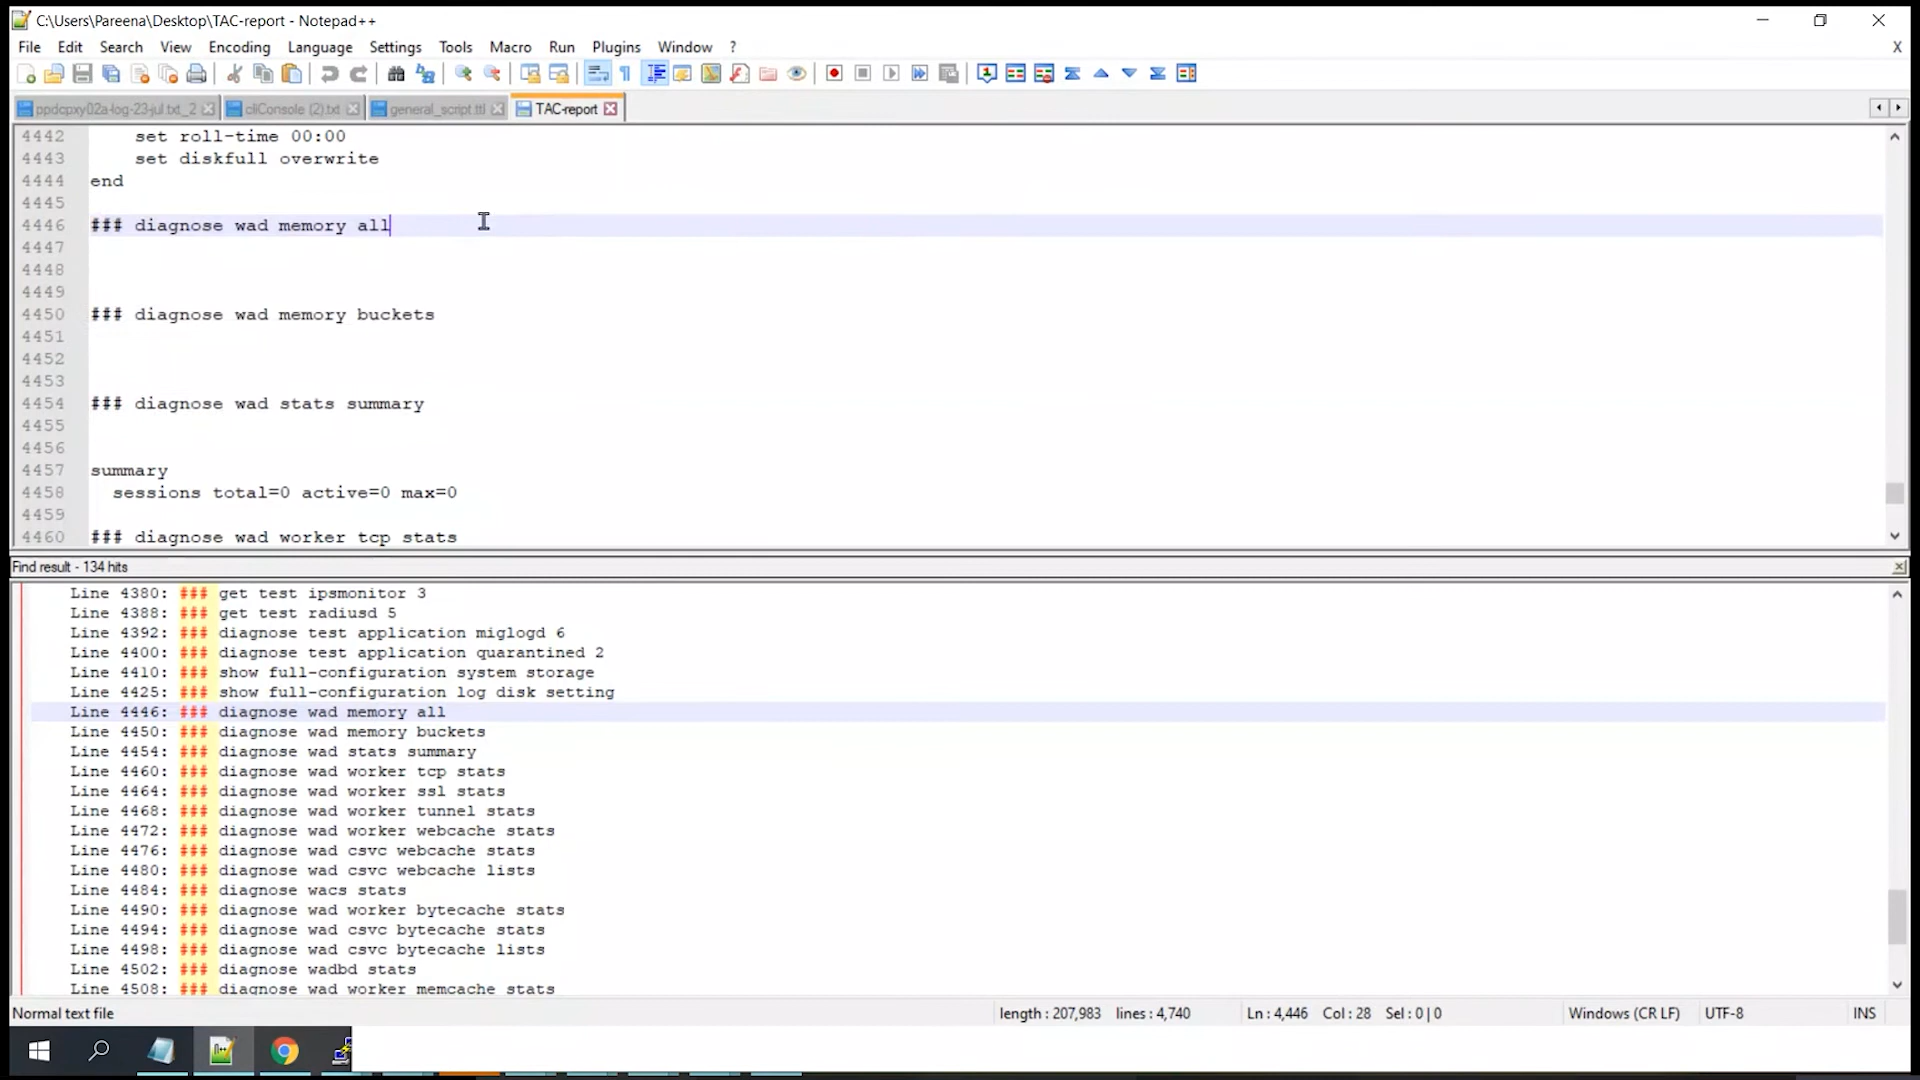 C:\Users\Pareena\Desktop\TAC-report - Notepad++
File Edit Search View Encoding Language Settings Tools Macro Run Plugins Window ? X
ppdcpxy02a-log-23-jul.txt_2 cliConsole (2).txt general_script.ttl TAC-report
4442 set roll-time 00:00
4443 set diskfull overwrite
4444 end
4445
4446 ### diagnose wad memory all
4447
4448
4449
4450 ### diagnose wad memory buckets
4451
4452
4453
4454 ### diagnose wad stats summary
4455
4456
4457 summary
4458 sessions total=0 active=0 max=0
4459
4460 ### diagnose wad worker tcp stats
Find result - 134 hits
Line 4380: ### get test ipsmonitor 3
Line 4388: ### get test radiusd 5
Line 4392: ### diagnose test application miglogd 6
Line 4400: ### diagnose test application quarantined 2
Line 4410: ### show full-configuration system storage
Line 4425: ### show full-configuration log disk setting
Line 4446: ### diagnose wad memory all
Line 4450: ### diagnose wad memory buckets
Line 4454: ### diagnose wad stats summary
Line 4460: ### diagnose wad worker tcp stats
Line 4464: ### diagnose wad worker ssl stats
Line 4468: ### diagnose wad worker tunnel stats
Line 4472: ### diagnose wad worker webcache stats
Line 4476: ### diagnose wad csvc webcache stats
Line 4480: ### diagnose wad csvc webcache lists
Line 4484: ### diagnose wacs stats
Line 4490: ### diagnose wad worker bytecache stats
Line 4494: ### diagnose wad csvc bytecache stats
Line 4498: ### diagnose wad csvc bytecache lists
Line 4502: ### diagnose wadbd stats
Line 4508: ### diagnose wad worker memcache stats
Normal text file length : 207,983 lines : 4,740 Ln : 4,446 Col : 28 Sel : 0 | 0 Windows (CR LF) UTF-8 INS